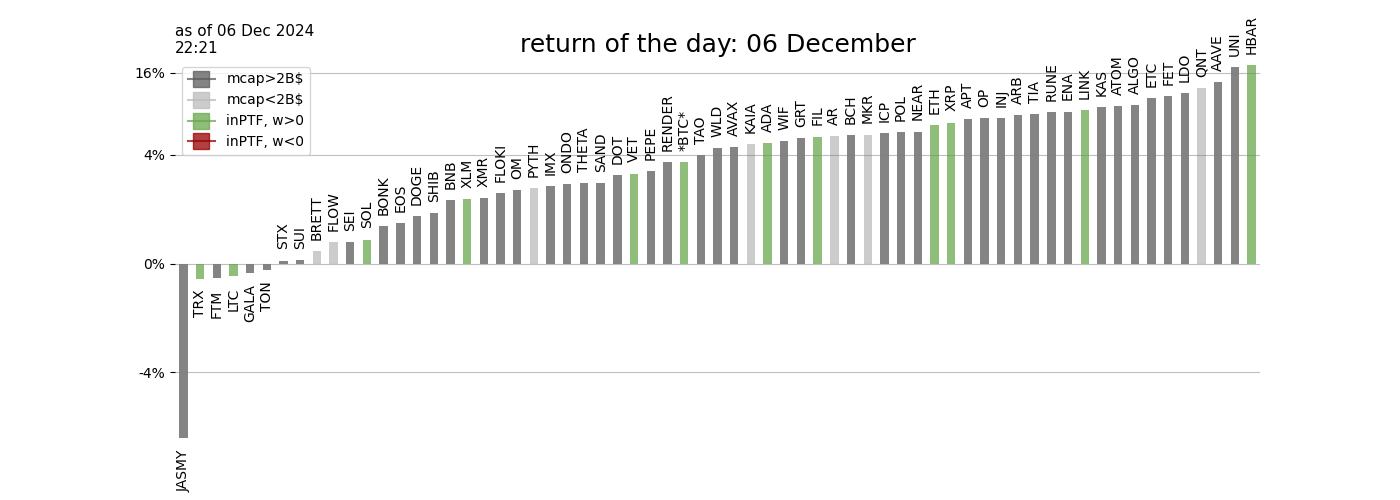 as of 06 Dec 2024
22:21
return of the day: 06 December
mcap>2B$
mcap<2B$
inPTF, w>0
inPTF, w<0
16%
4%
0%
-4%
JASMY
TRX
FTM
LTC
GALA
TON
STX
SUI
BRETT
FLOW
SEI
SOL
BONK
EOS
DOGE
SHIB
BNB
XLM
XMR
FLOKI
OM
PYTH
IMX
ONDO
THETA
SAND
DOT
VET
PEPE
RENDER
*BTC*
TAO
WLD
AVAX
KAIA
ADA
WIF
GRT
FIL
AR
BCH
MKR
ICP
POL
NEAR
ETH
XRP
APT
OP
INJ
ARB
TIA
RUNE
ENA
LINK
KAS
ATOM
ALGO
ETC
FET
LDO
QNT
AAVE
UNI
HBAR